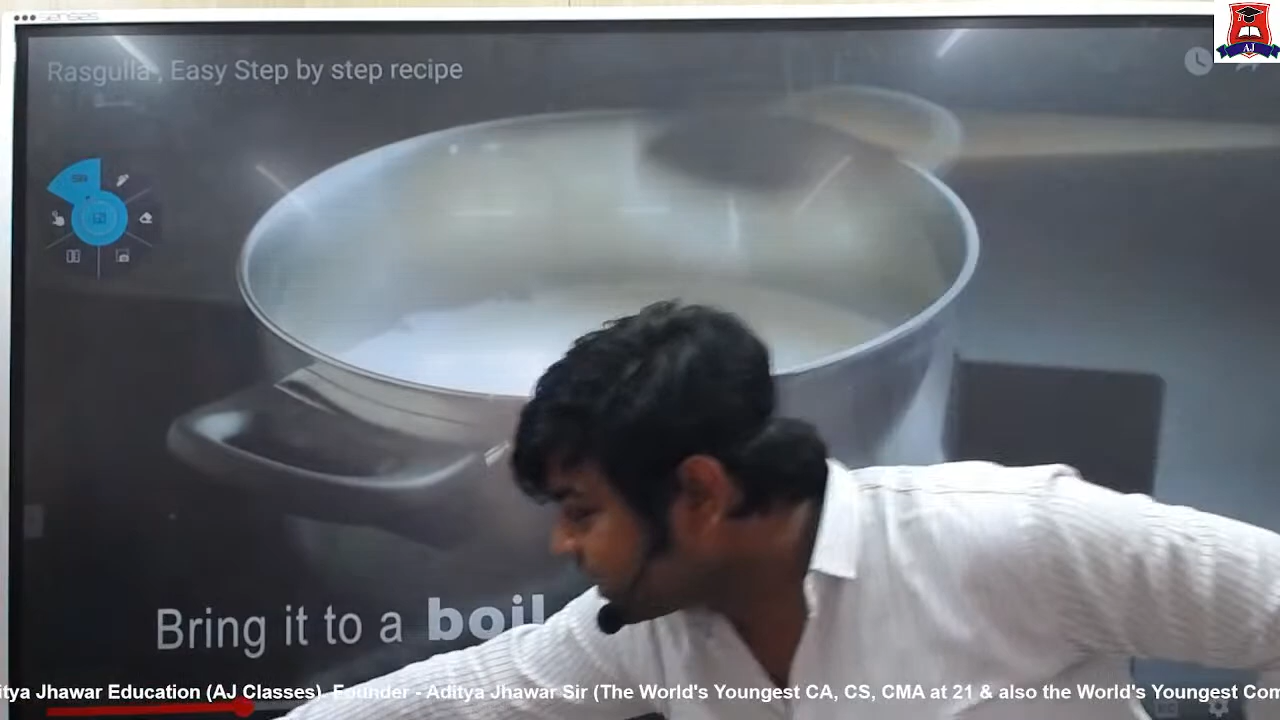 Rasgulla , Easy Step by step recipe
AJ
Bring it to a boil
itya Jhawar Education (AJ Classes), Founder - Aditya Jhawar Sir (The World's Youngest CA, CS, CMA at 21 & also the World's Youngest Com